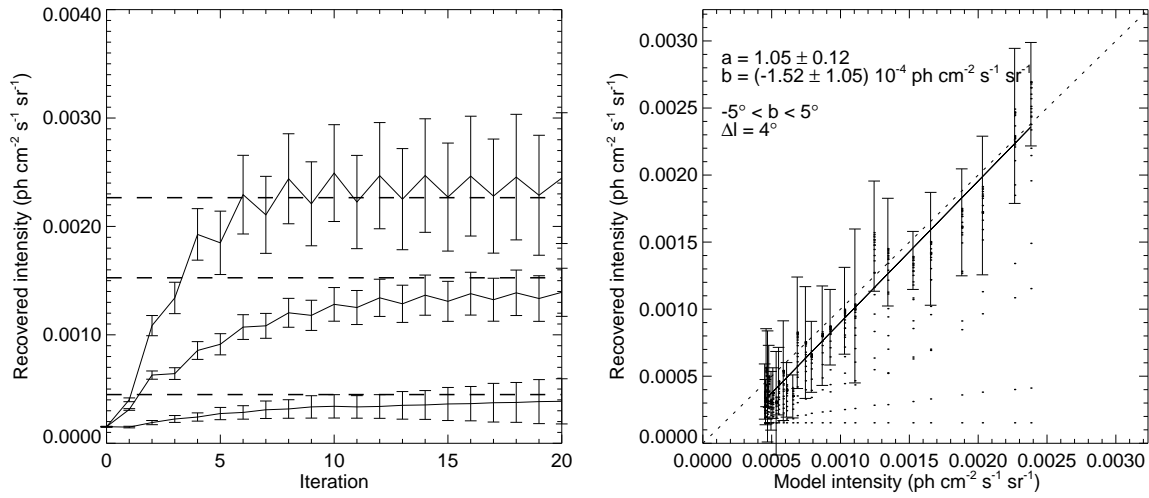 0.0040
0.0030
0.0020
0.0010
0.0000
Recovered intensity (ph cm⁻² s⁻¹ sr⁻¹)
0 5 10 15 20
Iteration
0.0030
0.0025
0.0020
0.0015
0.0010
0.0005
0.0000
Recovered intensity (ph cm⁻² s⁻¹ sr⁻¹)
a = 1.05 ± 0.12
b = (-1.52 ± 1.05) 10⁻⁴ ph cm⁻² s⁻¹ sr⁻¹
-5° < b < 5°
Δl = 4°
0.0000 0.0005 0.0010 0.0015 0.0020 0.0025 0.0030
Model intensity (ph cm⁻² s⁻¹ sr⁻¹)